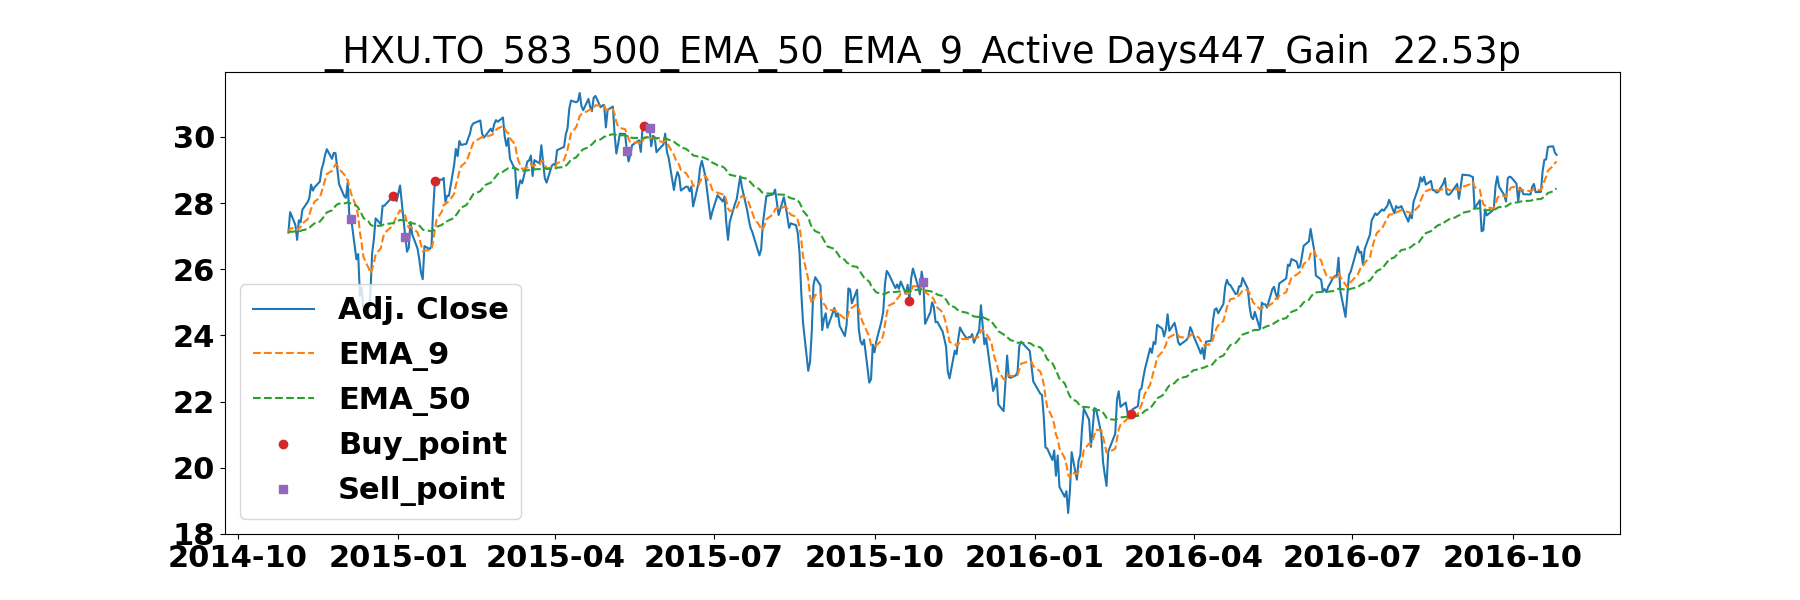 _HXU.TO_583_500_EMA_50_EMA_9_Active Days447_Gain  22.53p
30
28
26
24
22
20
18
Adj. Close
EMA_9
EMA_50
Buy_point
Sell_point
2014-10 2015-01 2015-04 2015-07 2015-10 2016-01 2016-04 2016-07 2016-10